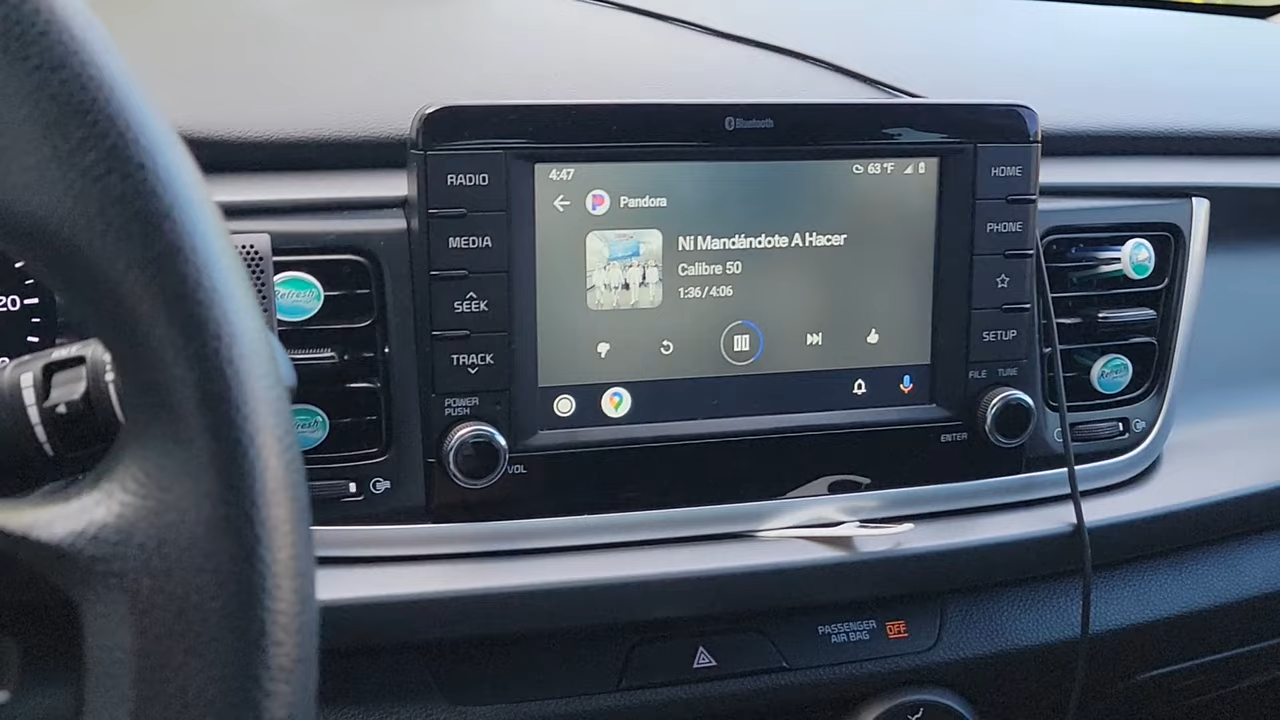 Bluetooth
RADIO
MEDIA
SEEK
TRACK
POWER
PUSH
VOL
4:47
63 °F
Pandora
Ni Mandándote A Hacer
Calibre 50
1:36 / 4:06
HOME
PHONE
SETUP
FILE TUNE
ENTER
Refresh
Refresh
Refresh
20
PASSENGER
AIR BAG OFF